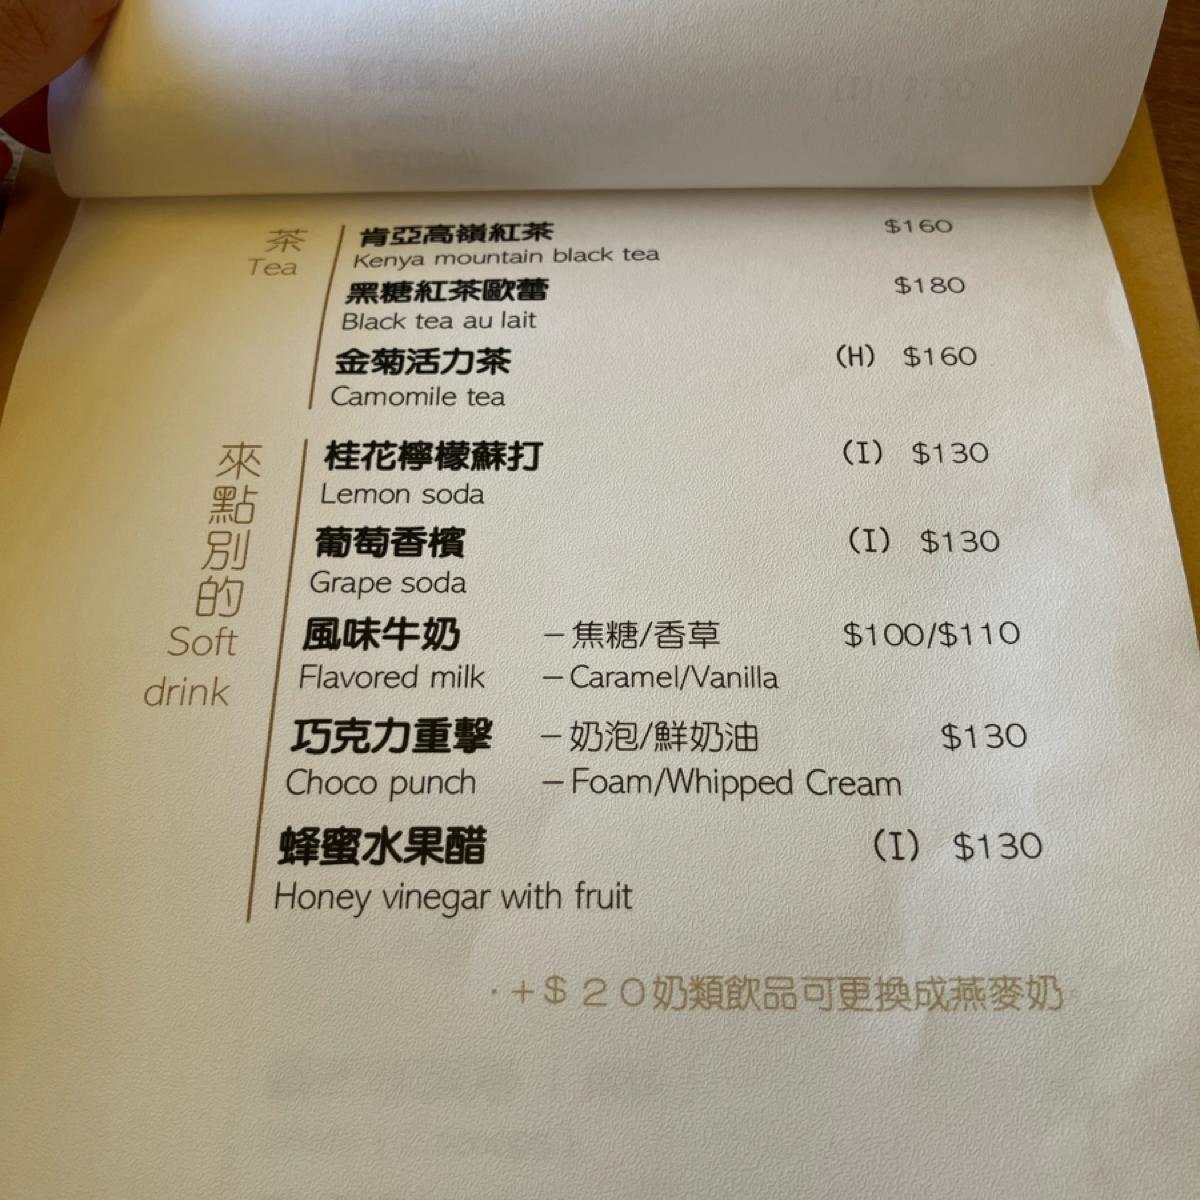 茶
Tea
肯亞高嶺紅茶 $160
Kenya mountain black tea
黑糖紅茶歐蕾 $180
Black tea au lait
金菊活力茶 (H) $160
Camomile tea
來點別的
Soft
drink
桂花檸檬蘇打 (I) $130
Lemon soda
葡萄香檳 (I) $130
Grape soda
風味牛奶 –焦糖/香草 $100/$110
Flavored milk –Caramel/Vanilla
巧克力重擊 –奶泡/鮮奶油 $130
Choco punch –Foam/Whipped Cream
蜂蜜水果醋 (I) $130
Honey vinegar with fruit
·+$20奶類飲品可更換成燕麥奶。